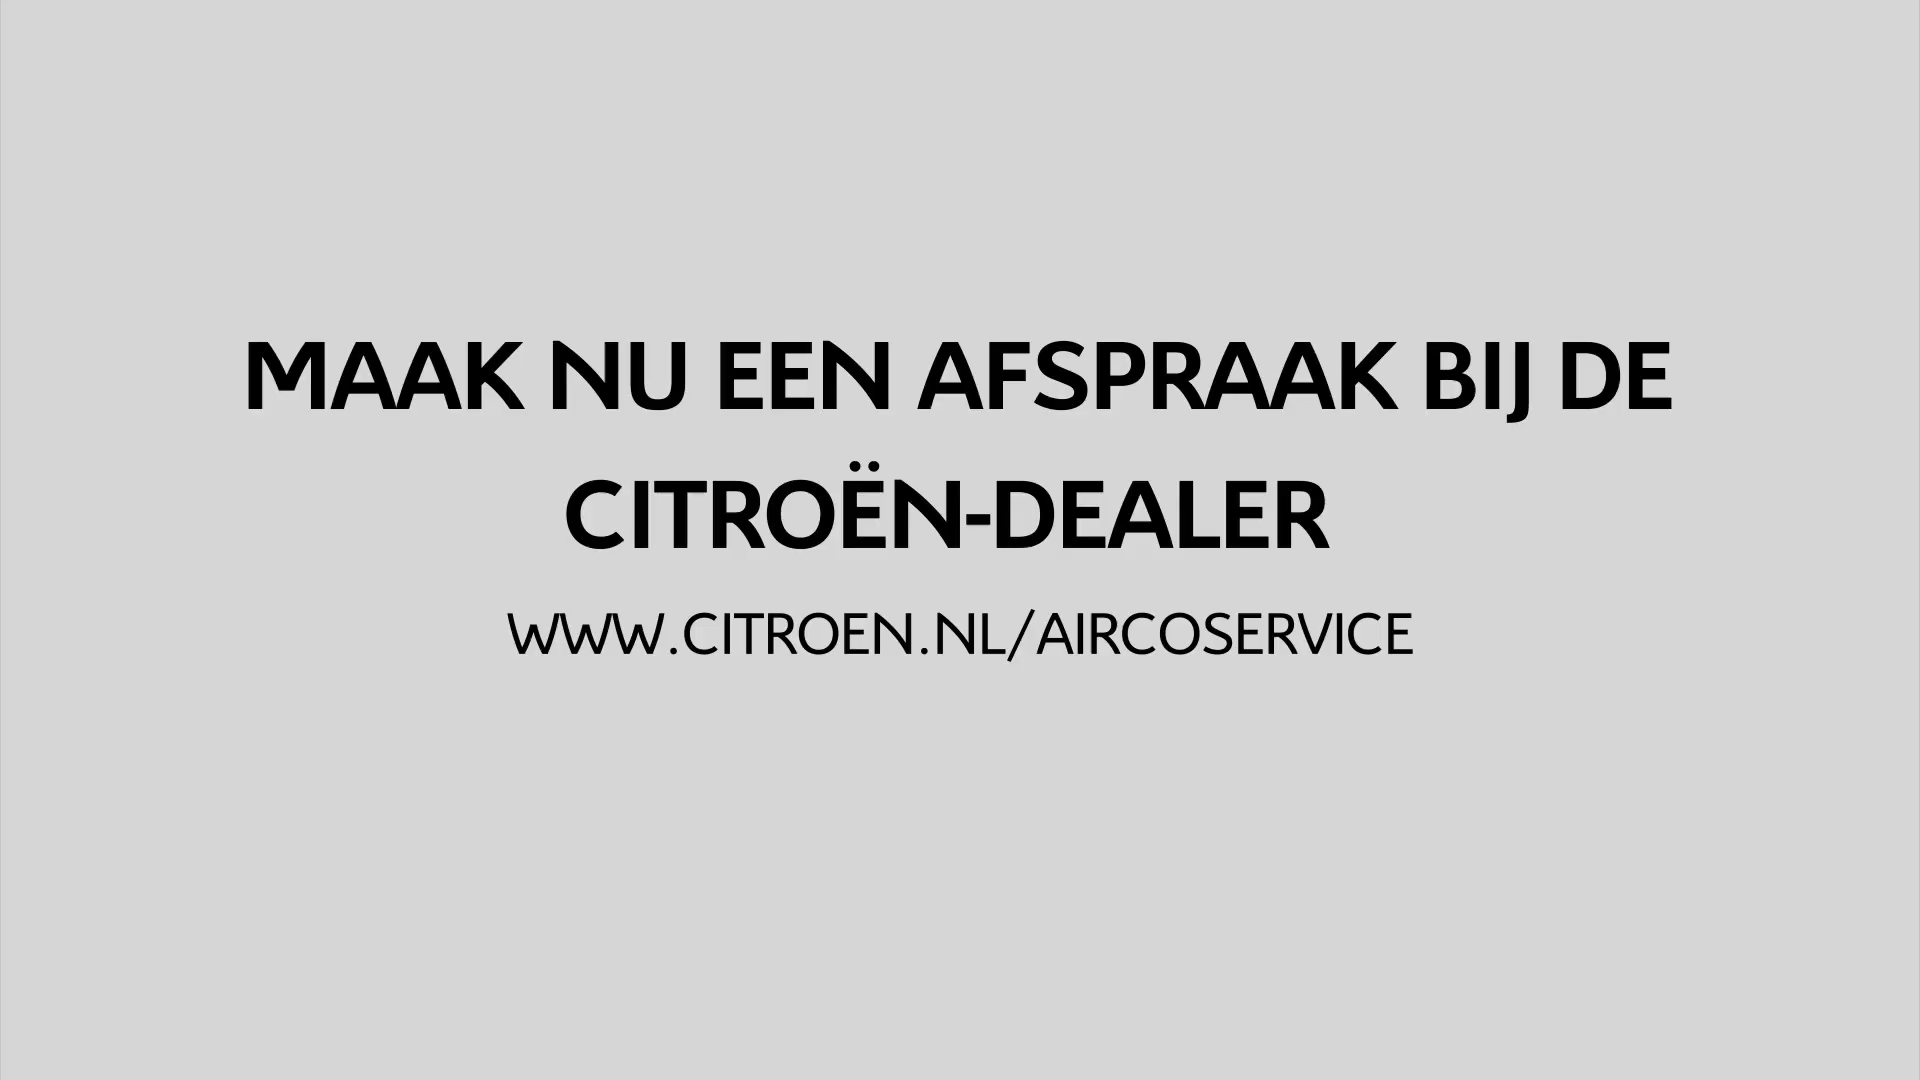 MAAK NU EEN AFSPRAAK BIJ DE
CITROËN-DEALER
WWW.CITROEN.NL/AIRCOSERVICE